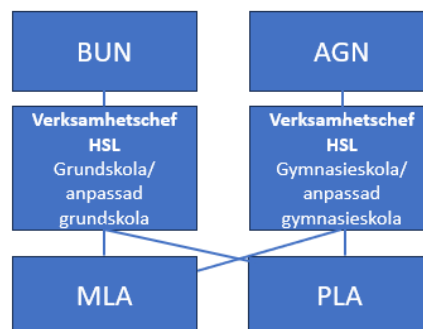 BUN
AGN
Verksamhetschef
HSL
Grundskola/
anpassad
grundskola
Verksamhetschef
HSL
Gymnasieskola/
anpassad
gymnasieskola
MLA
PLA